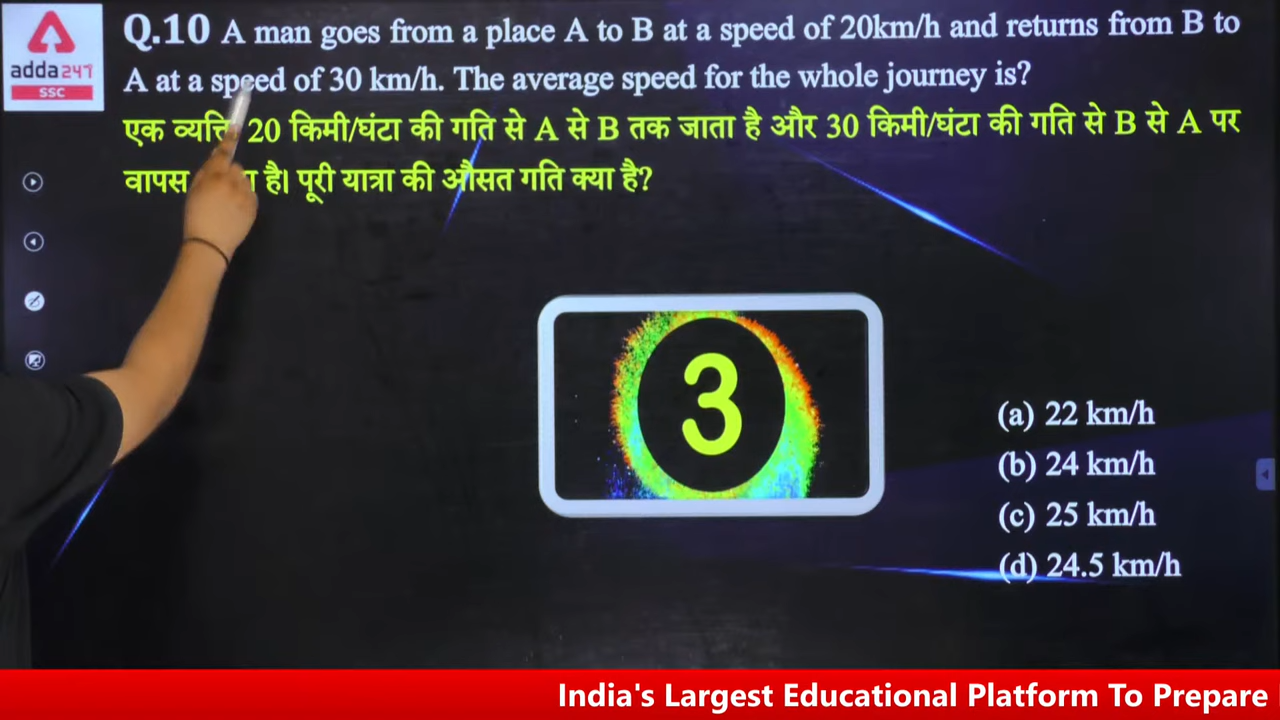 Q.10 A man goes from a place A to B at a speed of 20km/h and returns from B to
adda247
SSC
A at a speed of 30 km/h. The average speed for the whole journey is?
एक 20 किमी/घंटा की गति से A से B तक जाता है और 30 किमी/घंटा की गति से B से A पर
वापस है। पूरी यात्रा की औसत गति क्या है?
3
(a) 22 km/h
(b) 24 km/h
(c) 25 km/h
(d) 24.5 km/h
India's Largest Educational Platform To Prepare